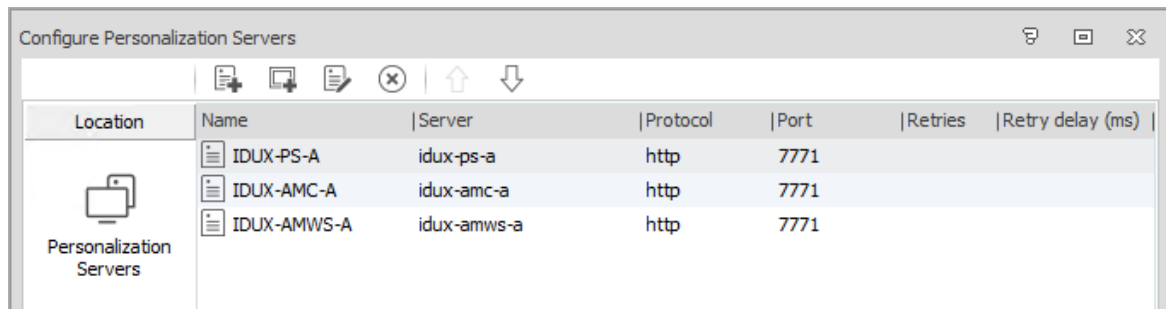 Configure Personalization Servers
Location
Name |Server |Protocol |Port |Retries |Retry delay (ms) |
IDUX-PS-A idux-ps-a http 7771
IDUX-AMC-A idux-amc-a http 7771
IDUX-AMWS-A idux-amws-a http 7771
Personalization
Servers